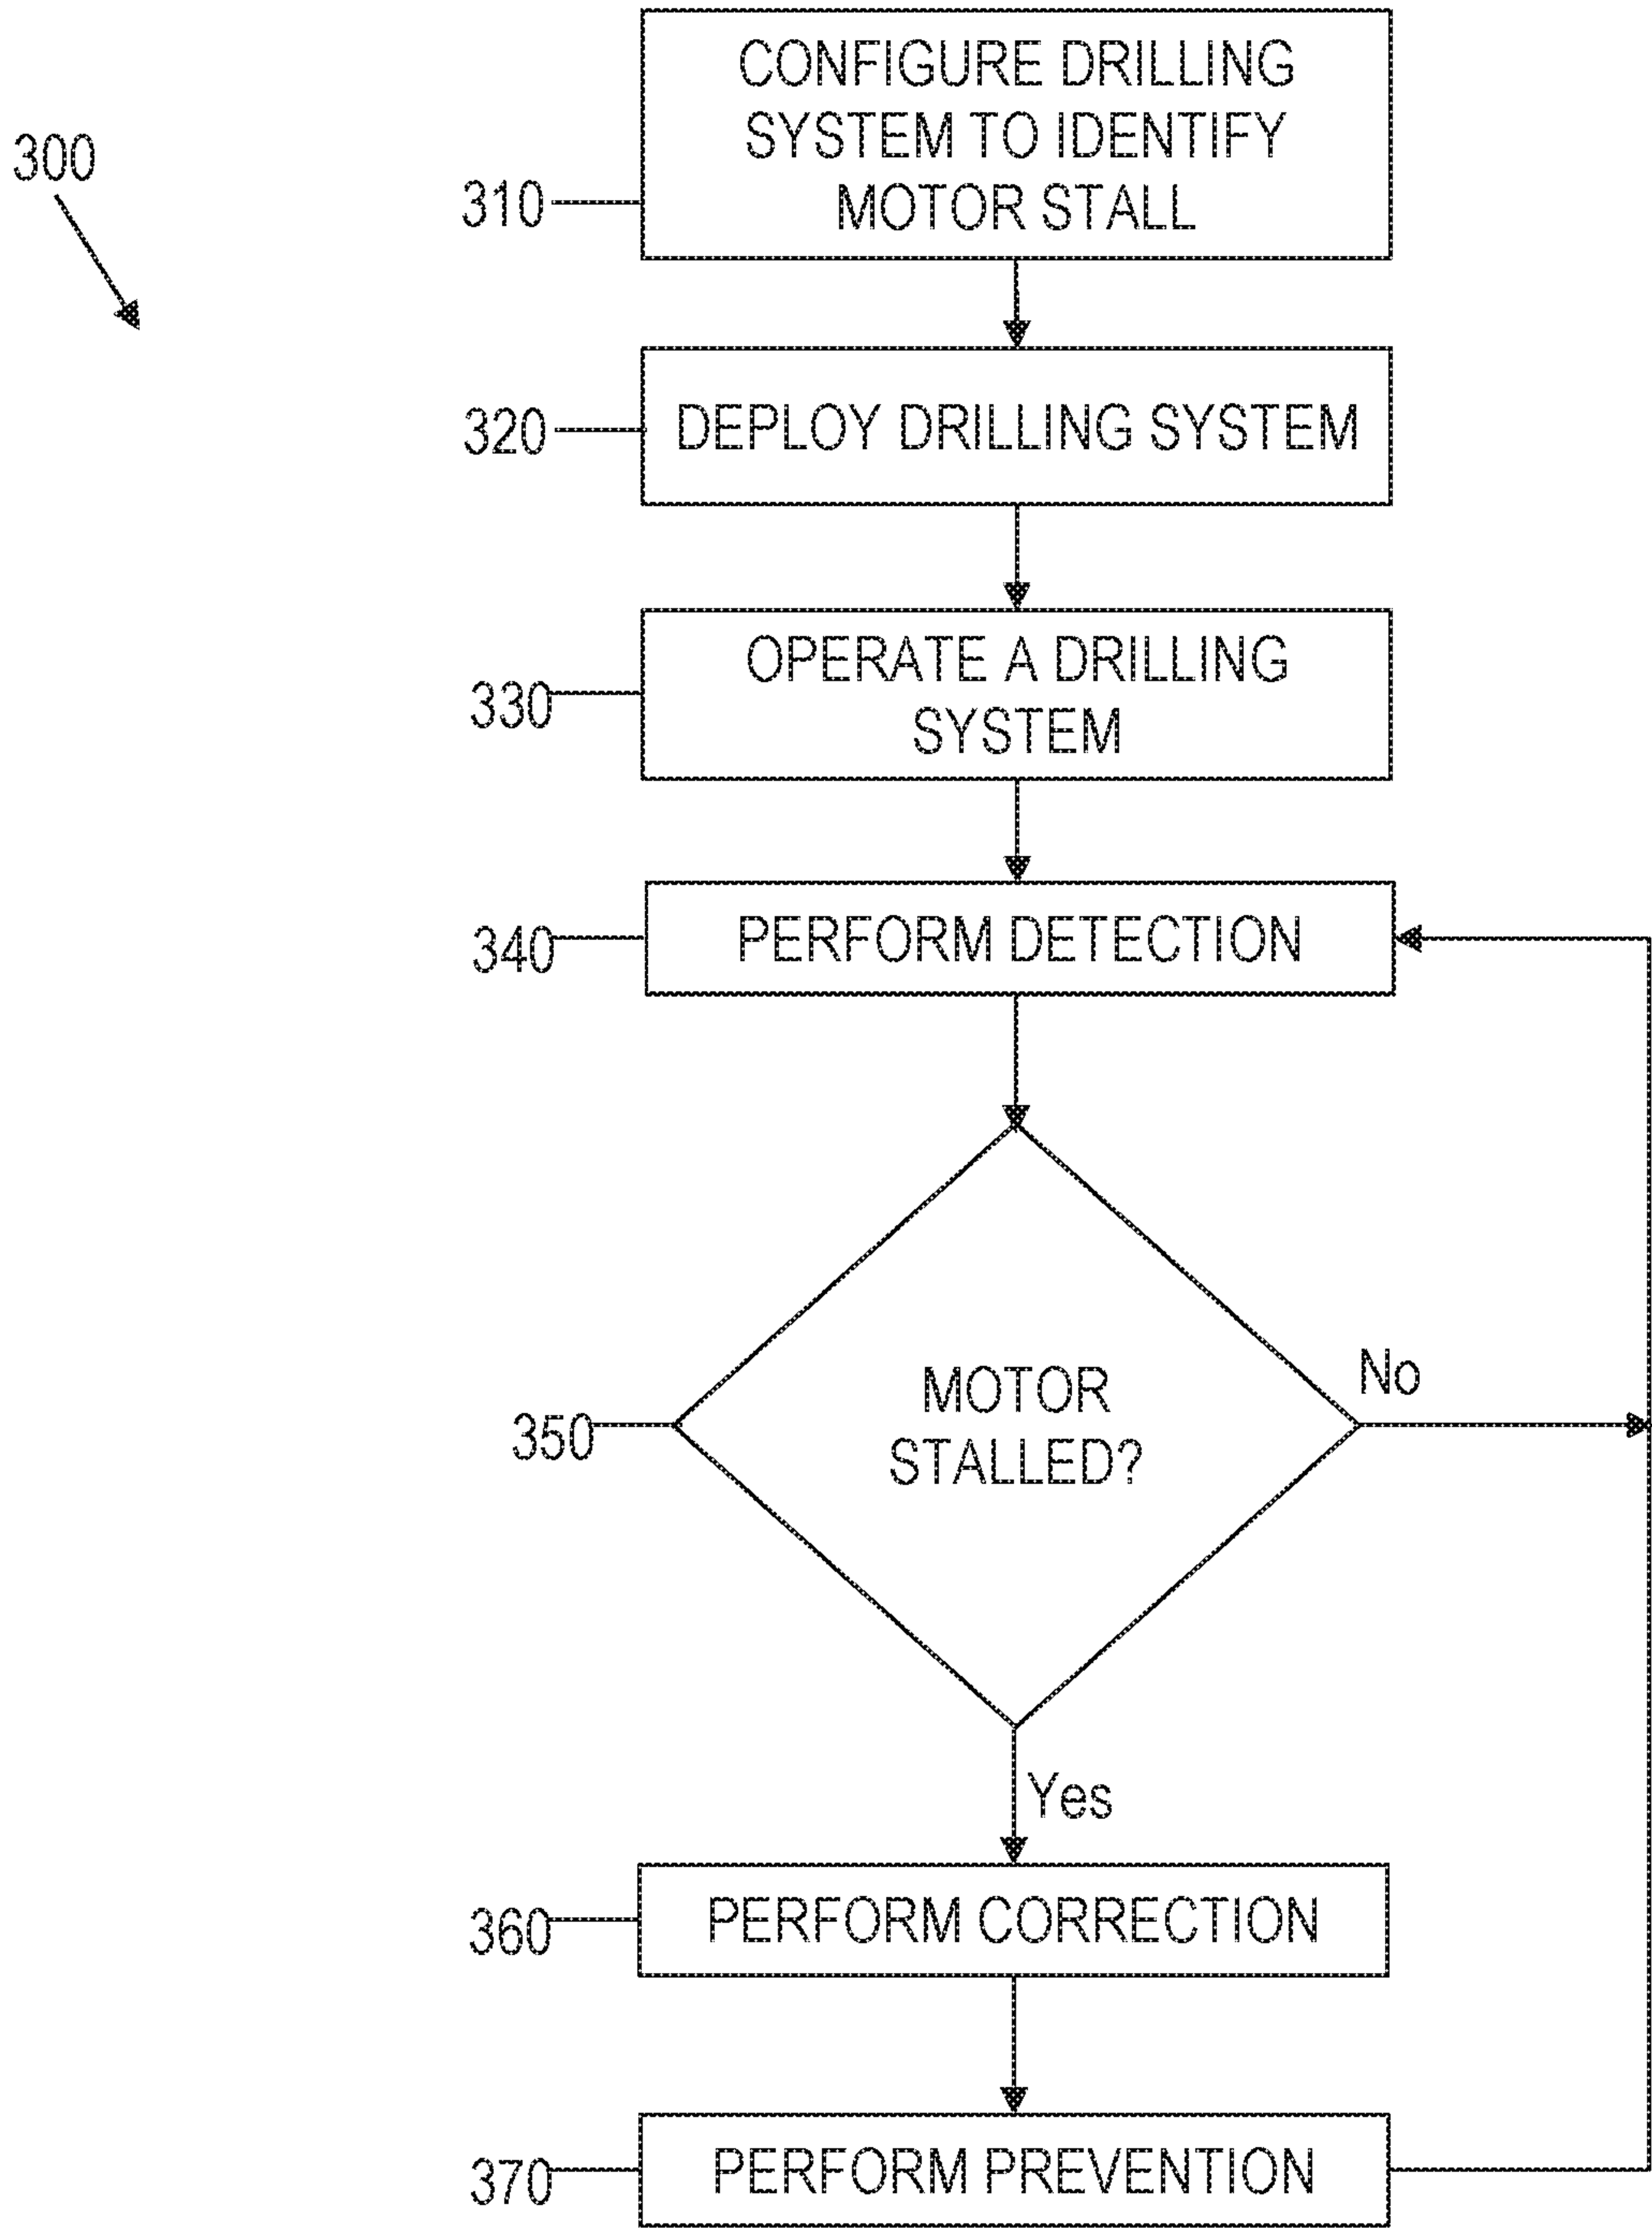 300
CONFIGURE DRILLING
SYSTEM TO IDENTIFY
MOTOR STALL
310
DEPLOY DRILLING SYSTEM
320
OPERATE A DRILLING
SYSTEM
330
PERFORM DETECTION
340
MOTOR
STALLED?
No
350
Yes
PERFORM CORRECTION
360
PERFORM PREVENTION
370